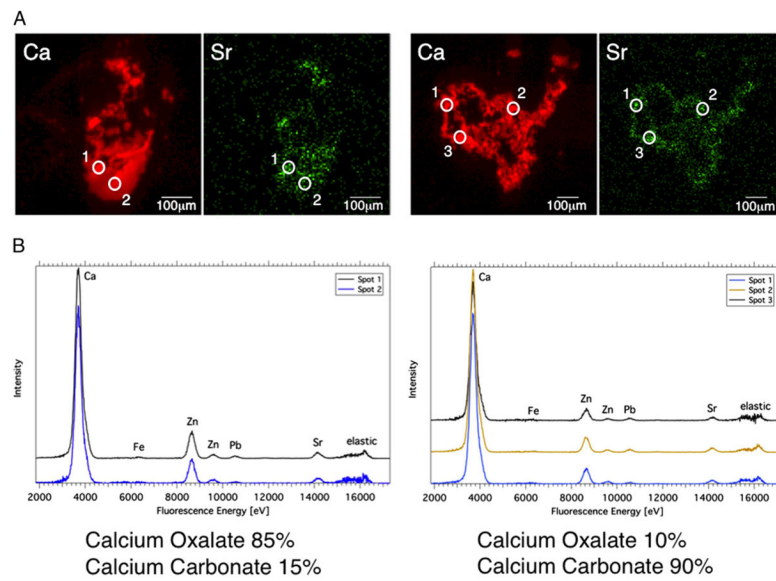 A
Ca
Sr
1
2
100μm
1
2
100μm
Ca
Sr
1
2
3
100μm
1
2
3
100μm
B
Ca
Spot 1
Spot 2
Intensity
Fe
Zn
Zn
Pb
Sr
elastic
2000 4000 6000 8000 10000 12000 14000 16000
Fluorescence Energy [eV]
Ca
Spot 1
Spot 2
Spot 3
Intensity
Fe
Zn
Zn
Pb
Sr
elastic
2000 4000 6000 8000 10000 12000 14000 16000
Fluorescence Energy [eV]
Calcium Oxalate 85%
Calcium Carbonate 15%
Calcium Oxalate 10%
Calcium Carbonate 90%